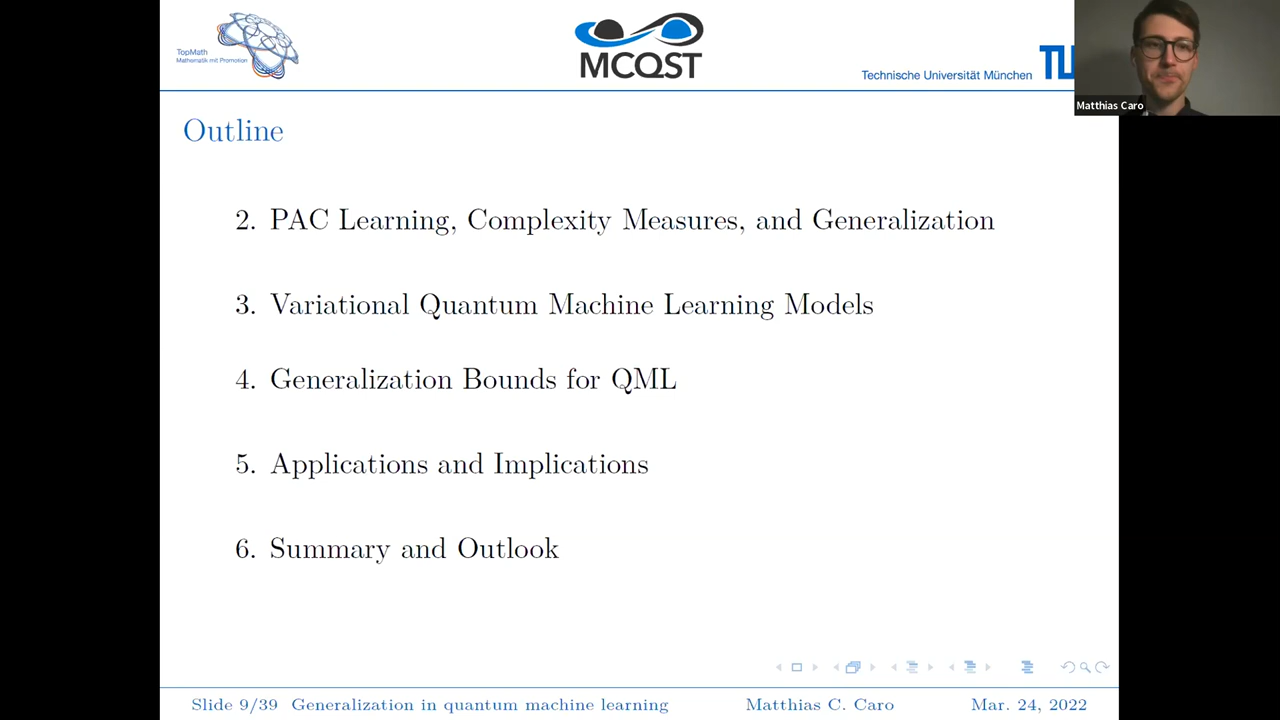 TopMath
Mathematik mit Promotion
MCQST
Technische Universität München
Matthias Caro
Outline
2. PAC Learning, Complexity Measures, and Generalization
3. Variational Quantum Machine Learning Models
4. Generalization Bounds for QML
5. Applications and Implications
6. Summary and Outlook
Slide 9/39 Generalization in quantum machine learning Matthias C. Caro Mar. 24, 2022